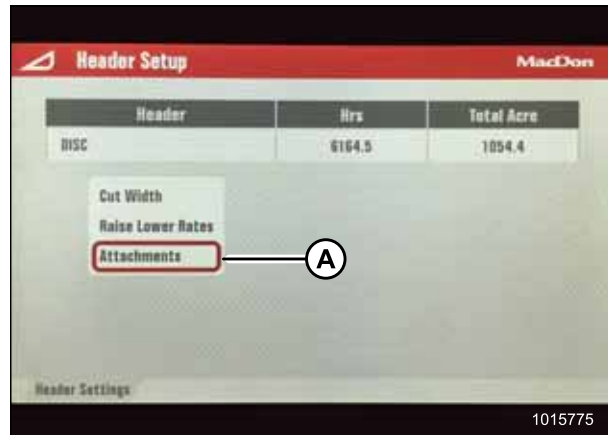 Header Setup MacDon
Header Hrs Total Acre
DISC 6164.5 1054.4
Cut Width
Raise Lower Rates
Attachments
A
Header Settings
1015775